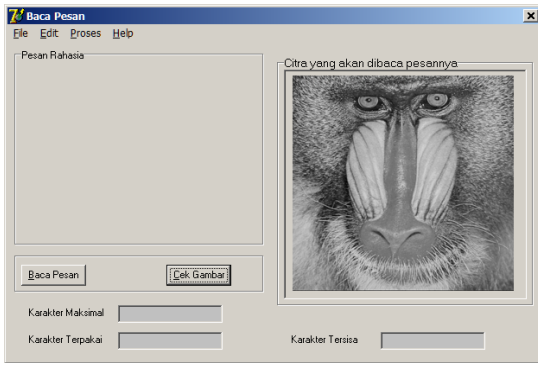 Baca Pesan
File Edit Proses Help
Pesan Rahasia
Citra yang akan dibaca pesannya
Baca Pesan
Cek Gambar
Karakter Maksimal
Karakter Terpakai
Karakter Tersisa